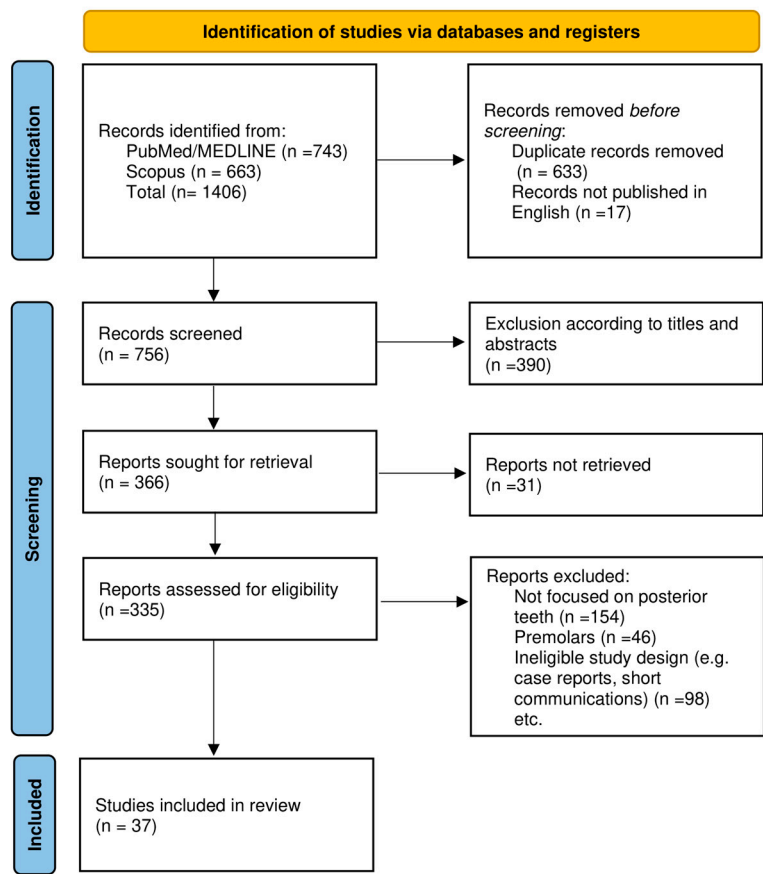 Identification of studies via databases and registers
Identification
Records identified from:
PubMed/MEDLINE (n =743)
Scopus (n = 663)
Total (n= 1406)
Records removed before
screening:
Duplicate records removed
(n = 633)
Records not published in
English (n =17)
Screening
Records screened
(n = 756)
Exclusion according to titles and
abstracts
(n =390)
Reports sought for retrieval
(n = 366)
Reports not retrieved
(n =31)
Reports assessed for eligibility
(n =335)
Reports excluded:
Not focused on posterior
teeth (n =154)
Premolars (n =46)
Ineligible study design (e.g.
case reports, short
communications) (n =98)
etc.
Included
Studies included in review
(n = 37)